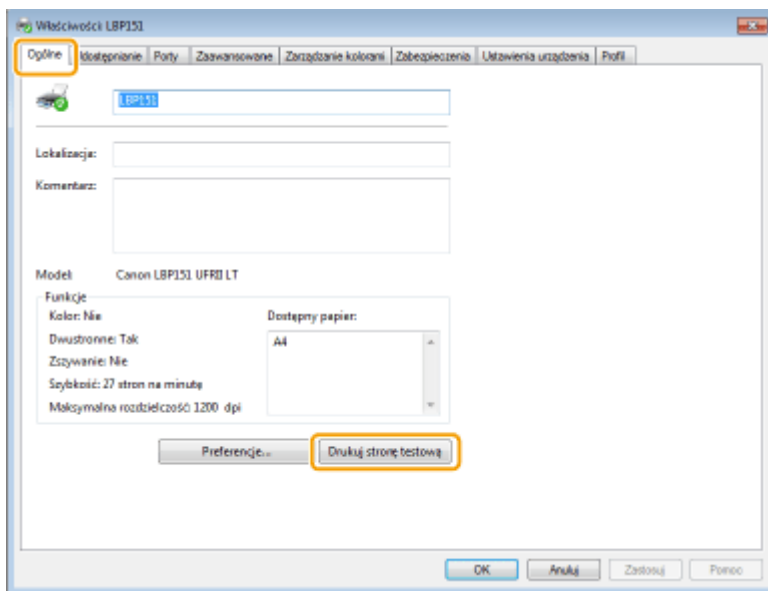 Właściwości: LBP151
Ogólne Udostępnianie Porty Zaawansowane Zarządzanie kolorami Zabezpieczenia Ustawienia urządzenia Profil
LBP151
Lokalizacja:
Komentarz:
Model: Canon LBP151 UFRII LT
Funkcje
Kolor: Nie
Dostępny papier:
Dwustronne: Tak
A4
Zszywanie: Nie
Szybkość: 27 stron na minutę
Maksymalna rozdzielczość: 1200 dpi
Preferencje... Drukuj stronę testową
OK Anuluj Zastosuj Pomoc